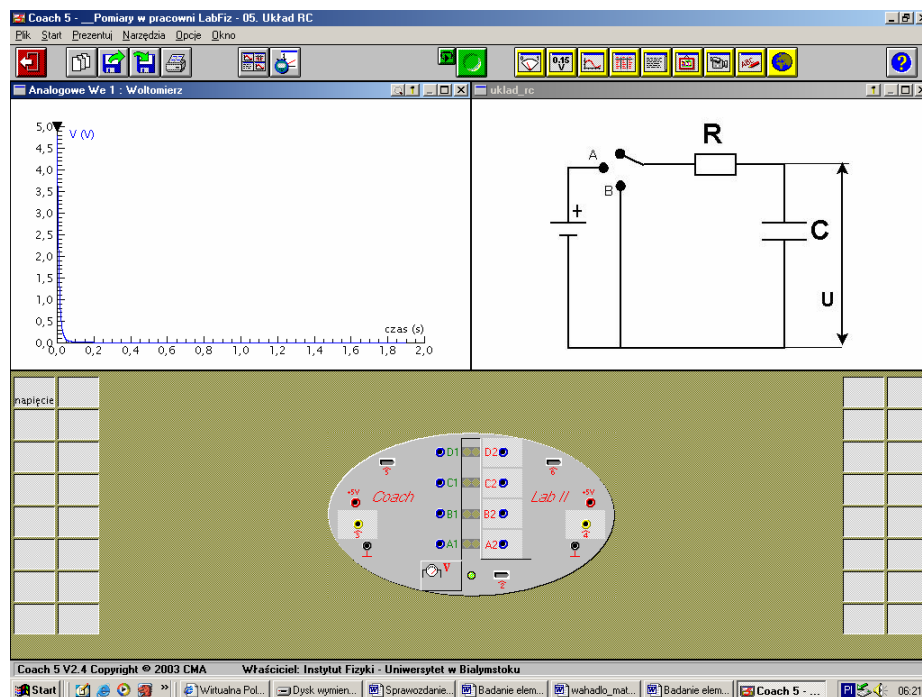 Coach 5 - __Pomiary w pracowni LabFiz - 05. Układ RC
Plik Start Prezentuj Narzędzia Opcje Okno
0.15
V
?
Analogowe We 1 : Woltomierz
uklad_rc
V (V)
5,0
4,5
4,0
3,5
3,0
2,5
2,0
1,5
1,0
0,5
0,0
0,0 0,2 0,4 0,6 0,8 1,0 1,2 1,4 1,6 1,8 2,0
czas (s)
A
B
+
R
C
U
napięcie
D1 D2
5 6
C1 C2
Coach Lab II
+5V +5V
B1 B2
3 4
A1 A2
V
2
Coach 5 V2.4 Copyright © 2003 CMA Właściciel: Instytut Fizyki - Uniwersytet w Białymstoku
Start » Wirtualna Pol... Dysk wymien... Sprawozdanie... Badanie elem... wahadlo_mat... Badanie elem... Coach 5 - ... Pl « 06:21